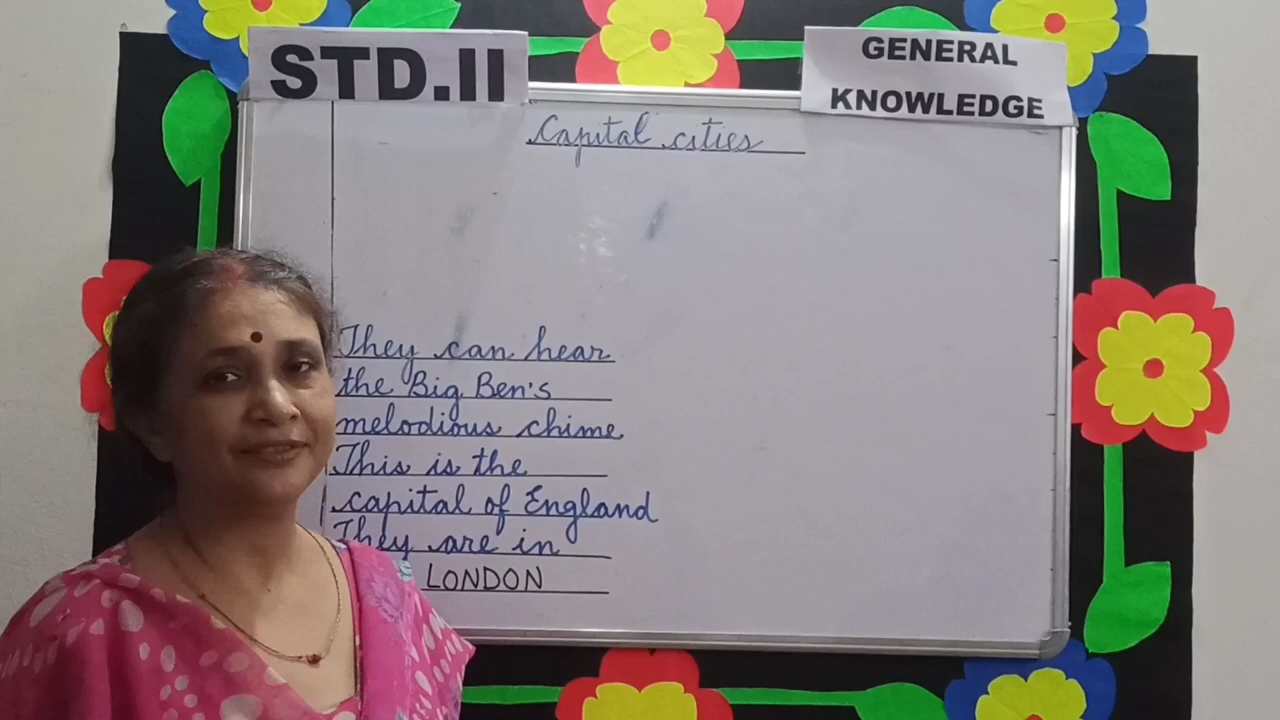 STD.II
GENERAL
KNOWLEDGE
Capital cities
They can hear
the Big Ben's
melodious chime
This is the
capital of England
They are in
LONDON